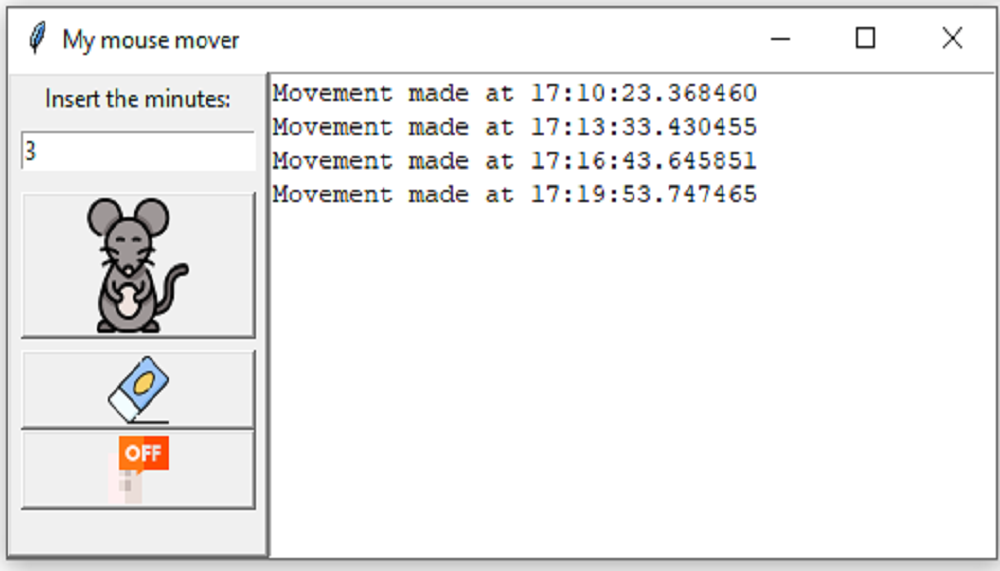 My mouse mover
Insert the minutes:
3
Movement made at 17:10:23.368460
Movement made at 17:13:33.430455
Movement made at 17:16:43.645851
Movement made at 17:19:53.747465
OFF